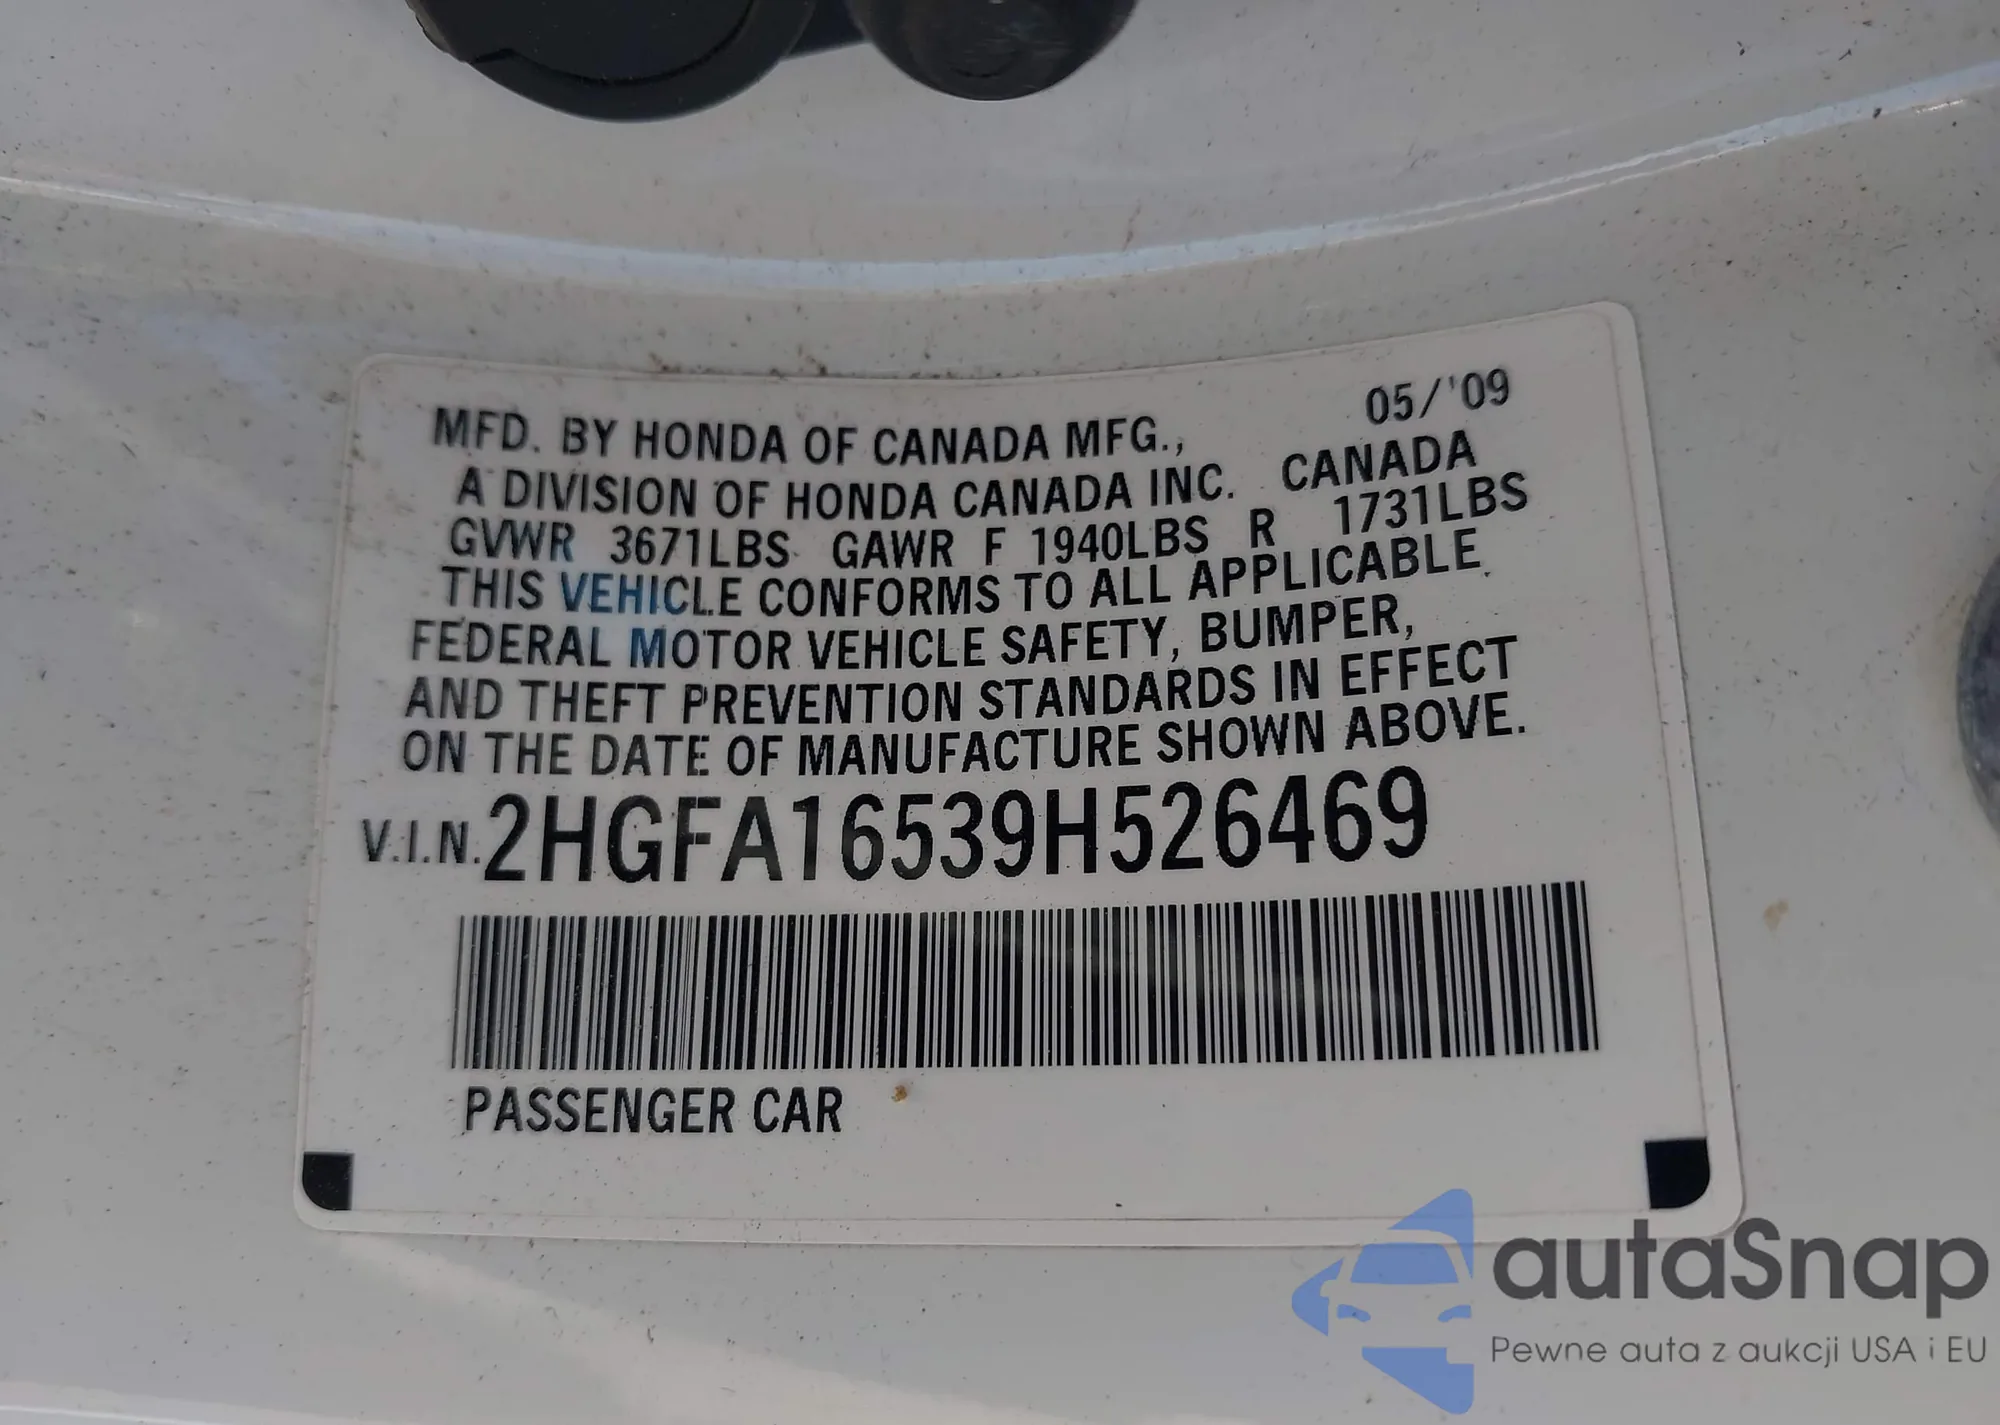 05/'09
MFD. BY HONDA OF CANADA MFG.,
A DIVISION OF HONDA CANADA INC. CANADA
GVWR 3671LBS GAWR F 1940LBS R 1731LBS
THIS VEHICLE CONFORMS TO ALL APPLICABLE
FEDERAL MOTOR VEHICLE SAFETY, BUMPER,
AND THEFT PREVENTION STANDARDS IN EFFECT
ON THE DATE OF MANUFACTURE SHOWN ABOVE.
V.I.N. 2HGFA16539H526469
PASSENGER CAR
autaSnap
Pewne auta z aukcji USA i EU